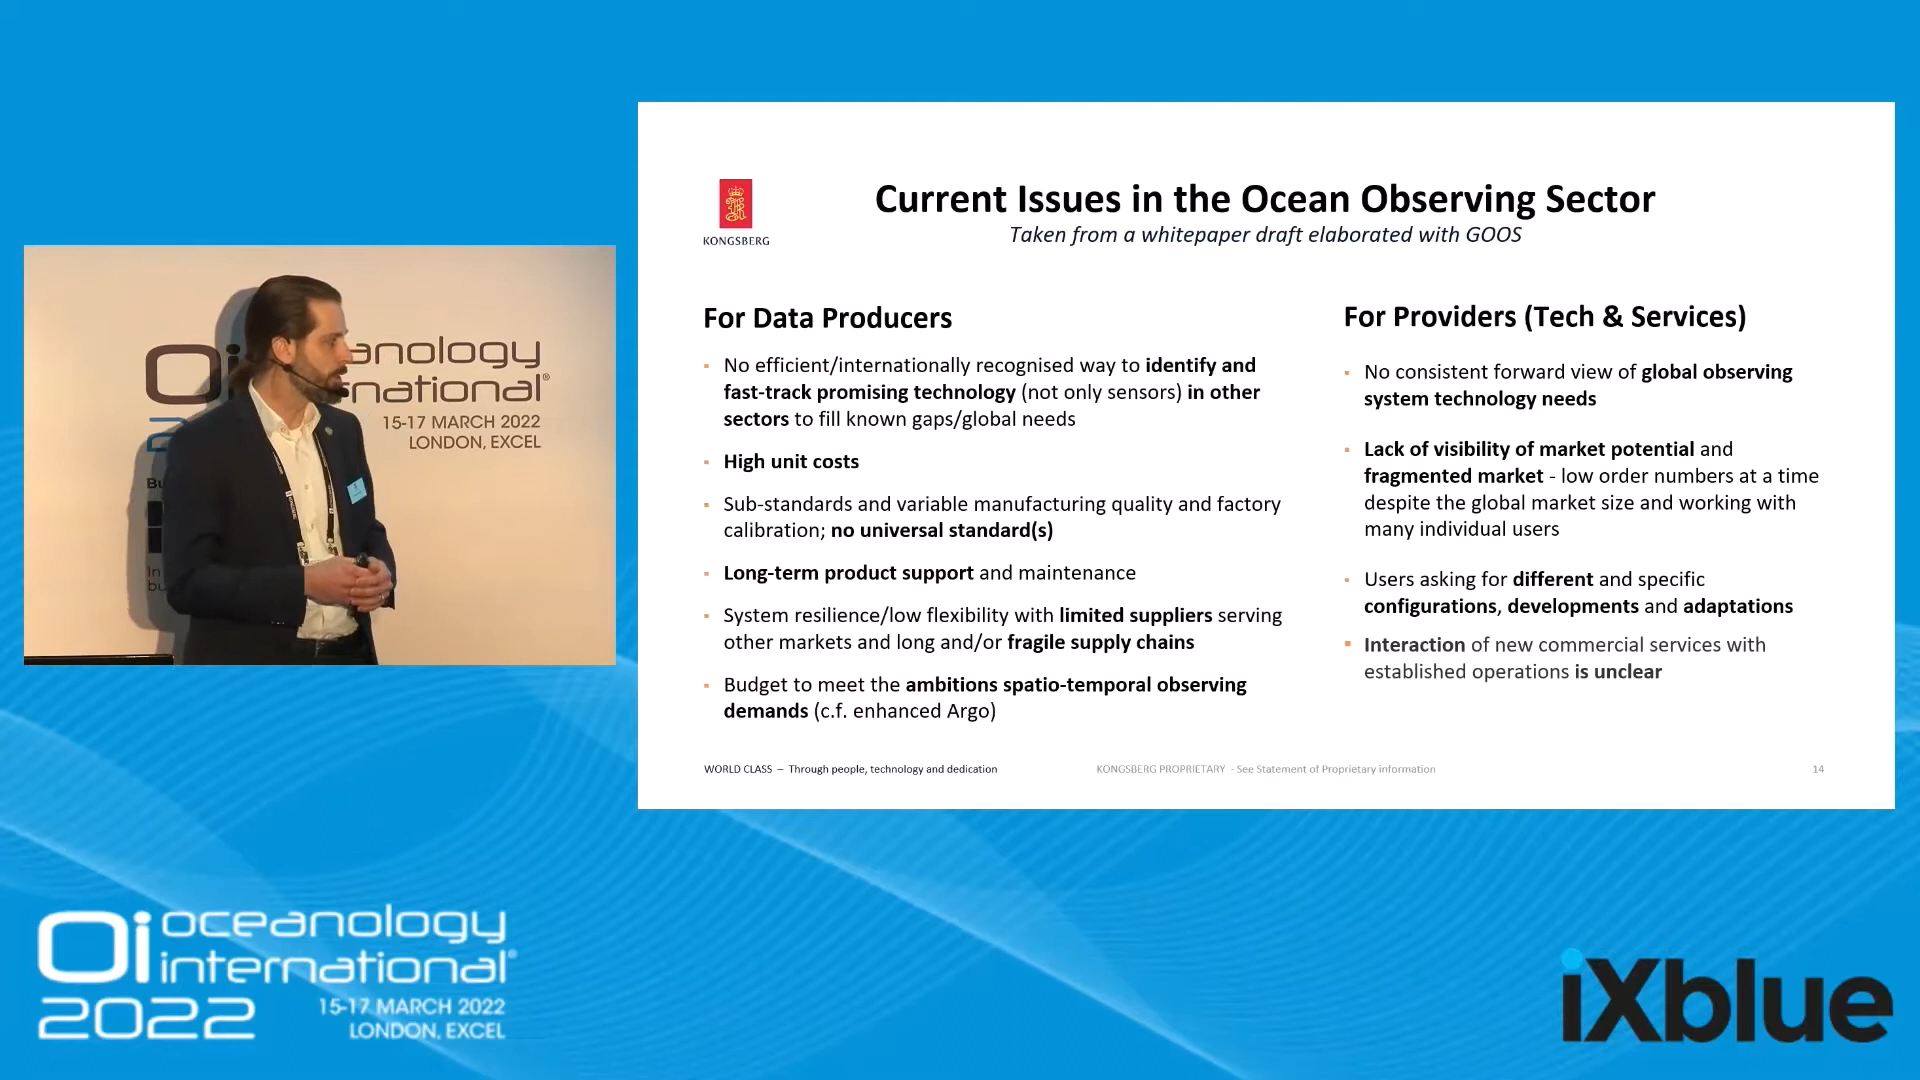 KONGSBERG
Current Issues in the Ocean Observing Sector
Taken from a whitepaper draft elaborated with GOOS
For Data Producers
▪ No efficient/internationally recognised way to identify and
fast-track promising technology (not only sensors) in other
sectors to fill known gaps/global needs
▪ High unit costs
▪ Sub-standards and variable manufacturing quality and factory
calibration; no universal standard(s)
▪ Long-term product support and maintenance
▪ System resilience/low flexibility with limited suppliers serving
other markets and long and/or fragile supply chains
▪ Budget to meet the ambitions spatio-temporal observing
demands (c.f. enhanced Argo)
For Providers (Tech & Services)
▪ No consistent forward view of global observing
system technology needs
▪ Lack of visibility of market potential and
fragmented market - low order numbers at a time
despite the global market size and working with
many individual users
▪ Users asking for different and specific
configurations, developments and adaptations
▪ Interaction of new commercial services with
established operations is unclear
WORLD CLASS – Through people, technology and dedication
KONGSBERG PROPRIETARY - See Statement of Proprietary information
14
Oi anology
rnational®
2
15-17 MARCH 2022
LONDON, EXCEL
Bu
In
bu
Oi oceanology
international®
2022
15-17 MARCH 2022
LONDON, EXCEL
iXblue